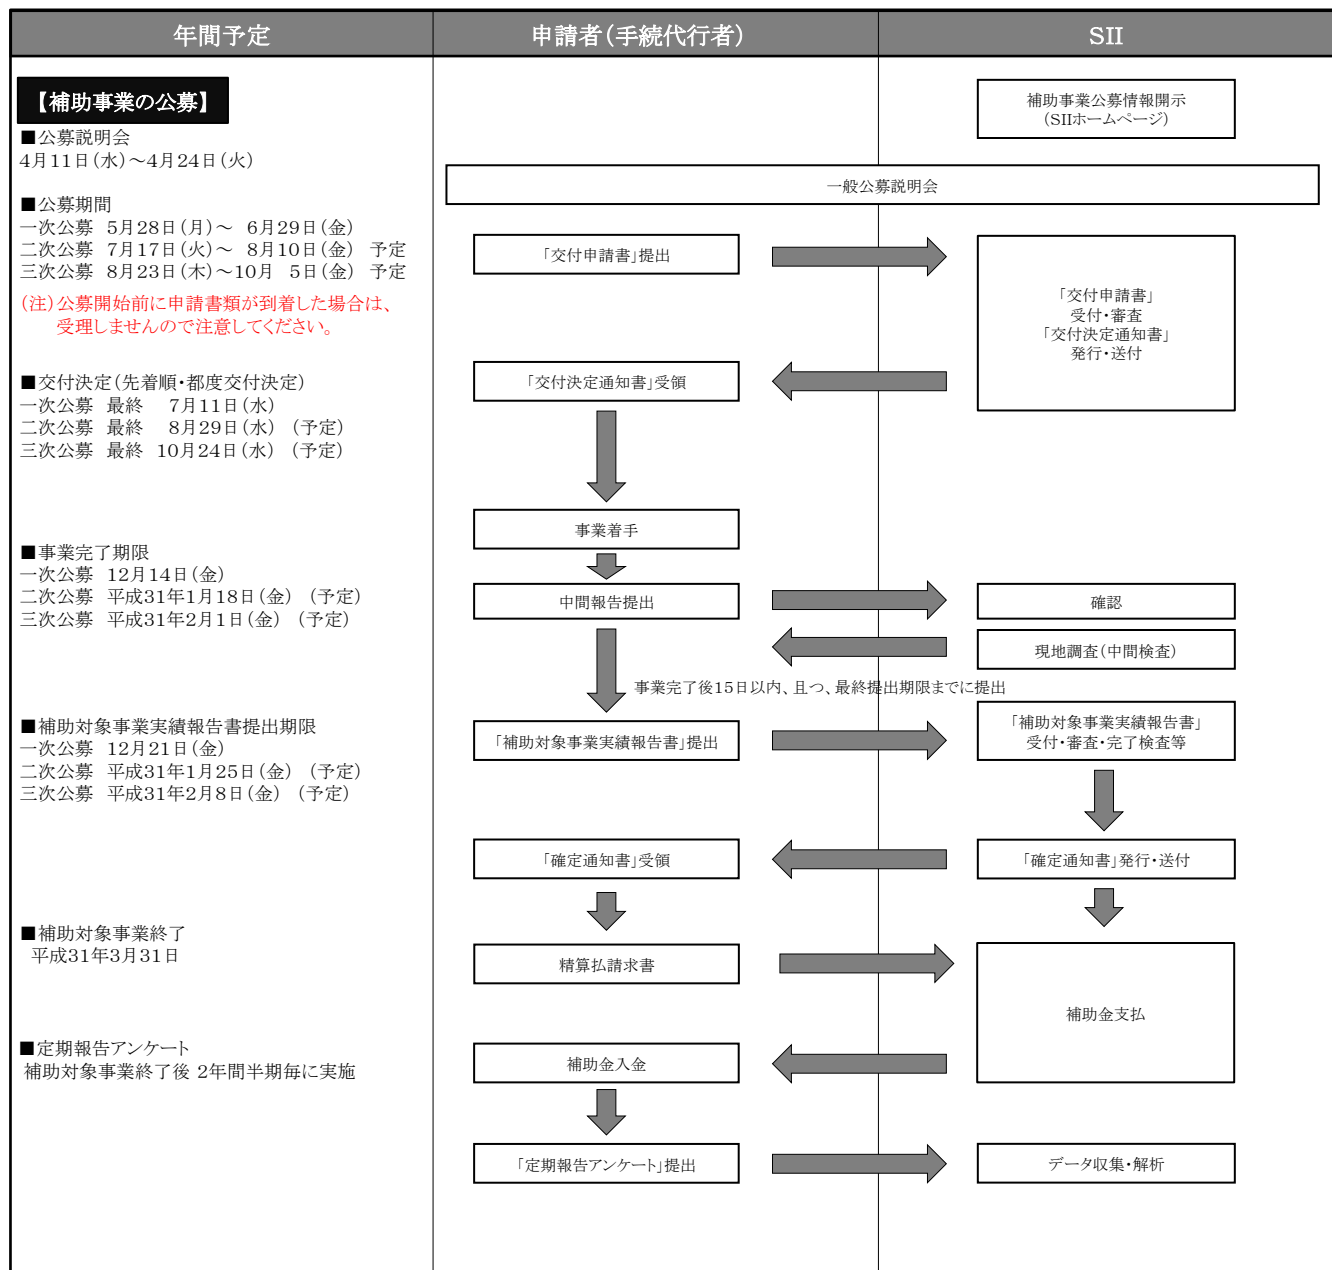 年間予定
申請者(手続代行者)
SII
【補助事業の公募】
■公募説明会
4月11日(水)～4月24日(火)
■公募期間
一次公募 5月28日(月)～ 6月29日(金)
二次公募 7月17日(火)～ 8月10日(金) 予定
三次公募 8月23日(木)～10月 5日(金) 予定
(注)公募開始前に申請書類が到着した場合は、
受理しませんので注意してください。
■交付決定(先着順・都度交付決定)
一次公募 最終 7月11日(水)
二次公募 最終 8月29日(水) (予定)
三次公募 最終 10月24日(水) (予定)
■事業完了期限
一次公募 12月14日(金)
二次公募 平成31年1月18日(金) (予定)
三次公募 平成31年2月1日(金) (予定)
■補助対象事業実績報告書提出期限
一次公募 12月21日(金)
二次公募 平成31年1月25日(金) (予定)
三次公募 平成31年2月8日(金) (予定)
■補助対象事業終了
平成31年3月31日
■定期報告アンケート
補助対象事業終了後 2年間半期毎に実施
補助事業公募情報開示
(SIIホームページ)
一般公募説明会
「交付申請書」提出
「交付申請書」
受付・審査
「交付決定通知書」
発行・送付
「交付決定通知書」受領
事業着手
中間報告提出
確認
現地調査(中間検査)
事業完了後15日以内、且つ、最終提出期限までに提出
「補助対象事業実績報告書」提出
「補助対象事業実績報告書」
受付・審査・完了検査等
「確定通知書」受領
「確定通知書」発行・送付
精算払請求書
補助金支払
補助金入金
「定期報告アンケート」提出
データ収集・解析